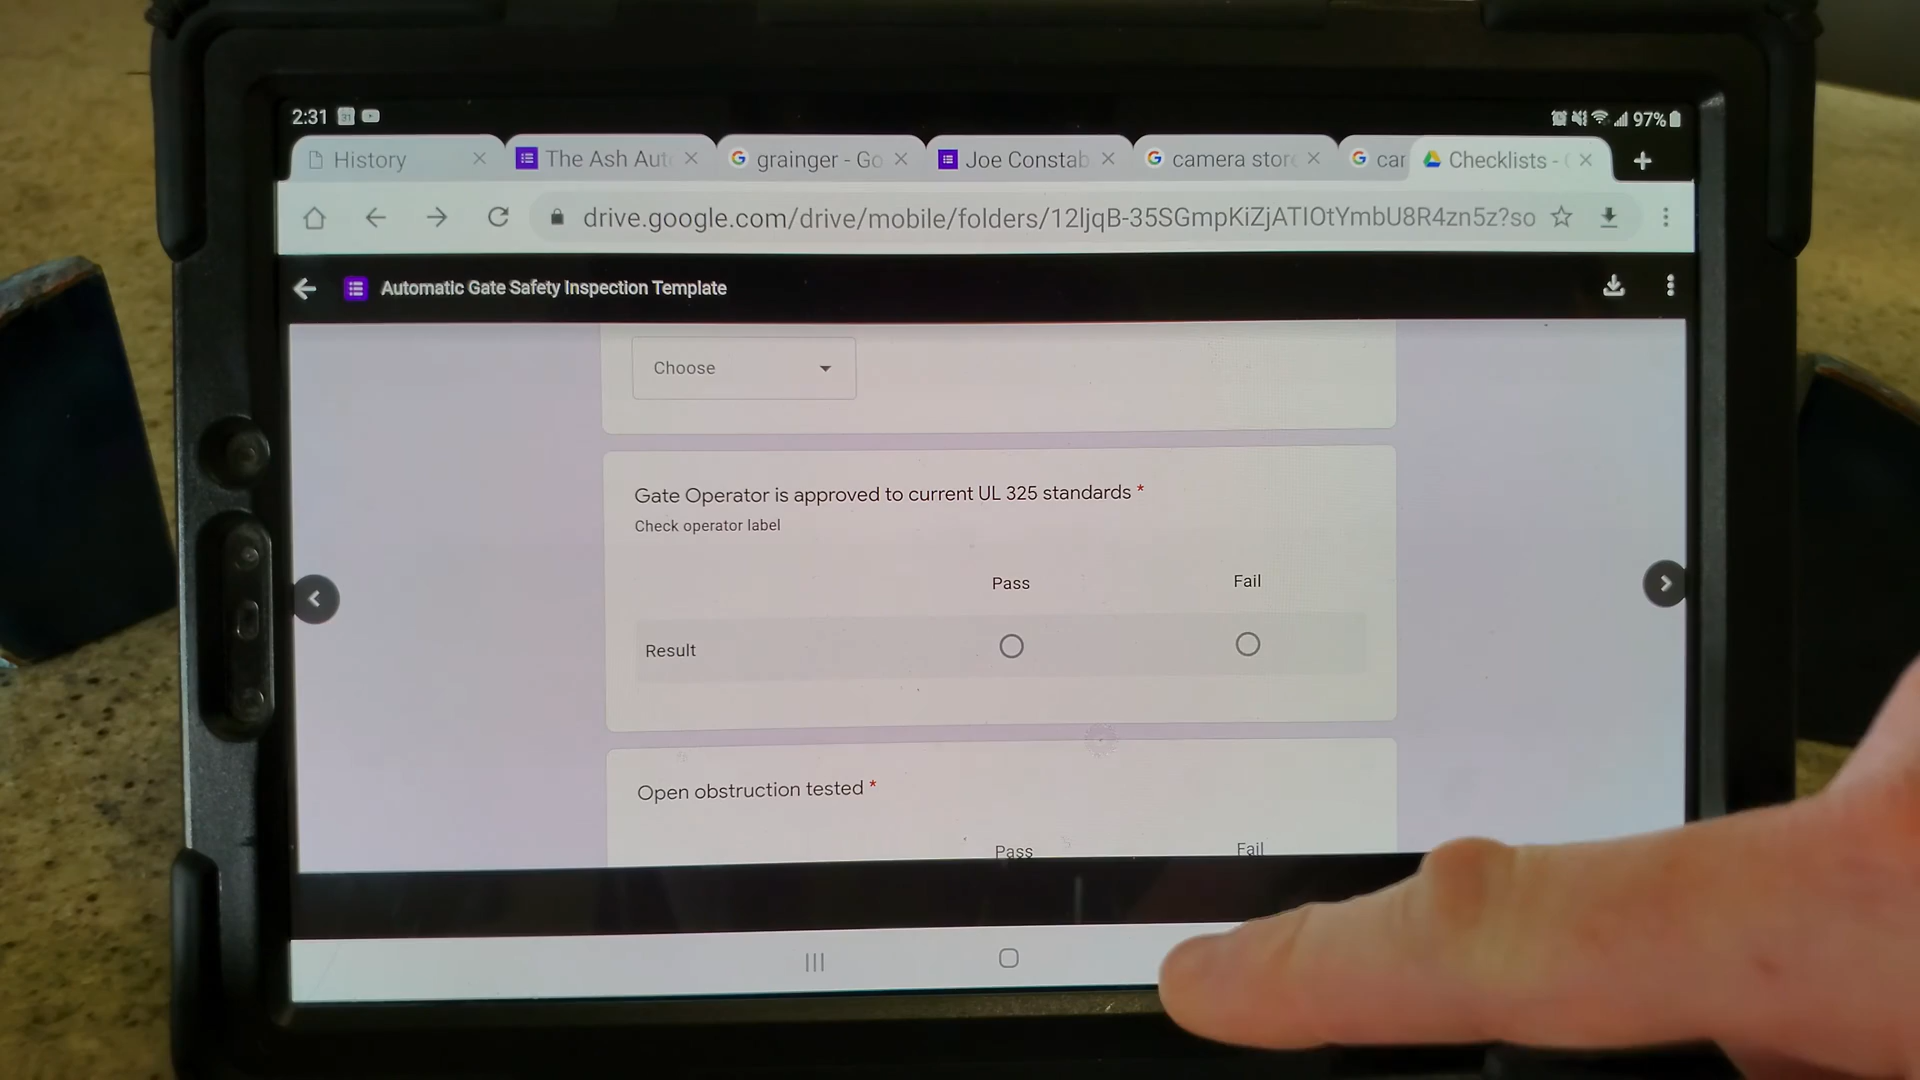 2:31 31 97%
History The Ash Aut grainger - Go Joe Constab camera stor car Checklists -
drive.google.com/drive/mobile/folders/12ljqB-35SGmpKiZjATIOtYmbU8R4zn5z?so
Automatic Gate Safety Inspection Template
Choose
Gate Operator is approved to current UL 325 standards *
Check operator label
Pass Fail
Result
Open obstruction tested *
Pass Fail